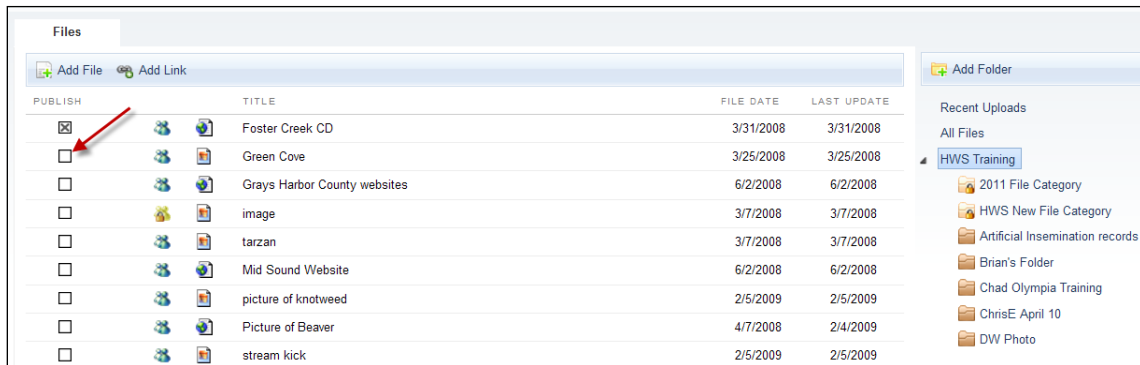 Files
Add File Add Link
PUBLISH TITLE FILE DATE LAST UPDATE
Foster Creek CD 3/31/2008 3/31/2008
Green Cove 3/25/2008 3/25/2008
Grays Harbor County websites 6/2/2008 6/2/2008
image 3/7/2008 3/7/2008
tarzan 3/7/2008 3/7/2008
Mid Sound Website 6/2/2008 6/2/2008
picture of knotweed 2/5/2009 2/5/2009
Picture of Beaver 4/7/2008 2/4/2009
stream kick 2/5/2009 2/5/2009
Add Folder
Recent Uploads
All Files
HWS Training
2011 File Category
HWS New File Category
Artificial Insemination records
Brian's Folder
Chad Olympia Training
ChrisE April 10
DW Photo